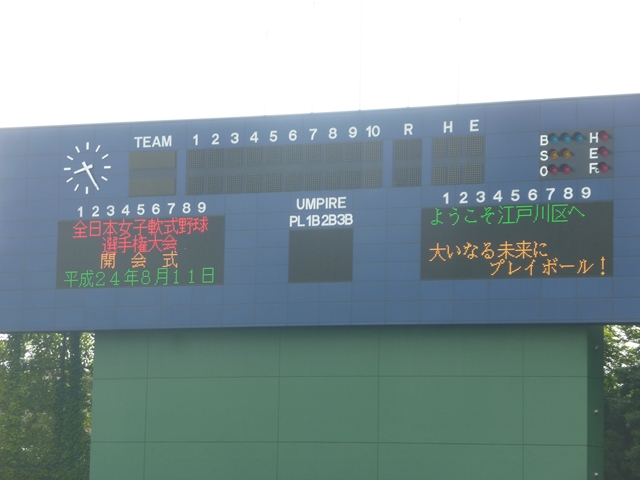 TEAM 1 2 3 4 5 6 7 8 9 10 R H E
B H
S E
O Fc
UMPIRE
PL1B2B3B
1 2 3 4 5 6 7 8 9
全日本女子軟式野球
選手権大会
開会式
平成24年8月11日
1 2 3 4 5 6 7 8 9
ようこそ江戸川区へ
大いなる未来に
プレイボール!